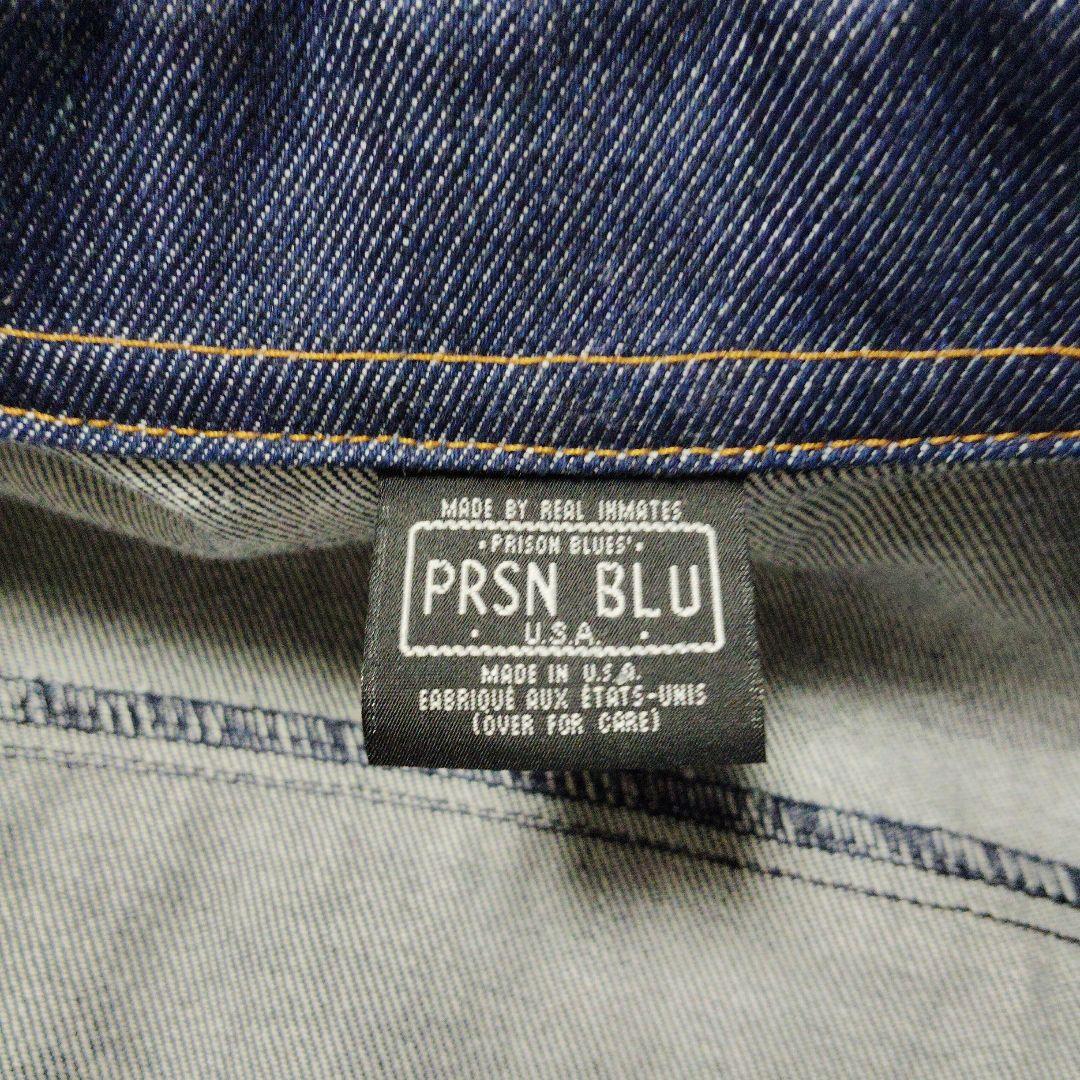 MADE BY REAL INMATES
·PRISON BLUES'·
PRSN BLU
· U.S.A. ·
MADE IN U.S.A.
FABRIQUÉ AUX ÉTATS-UNIS
(OVER FOR CARE)